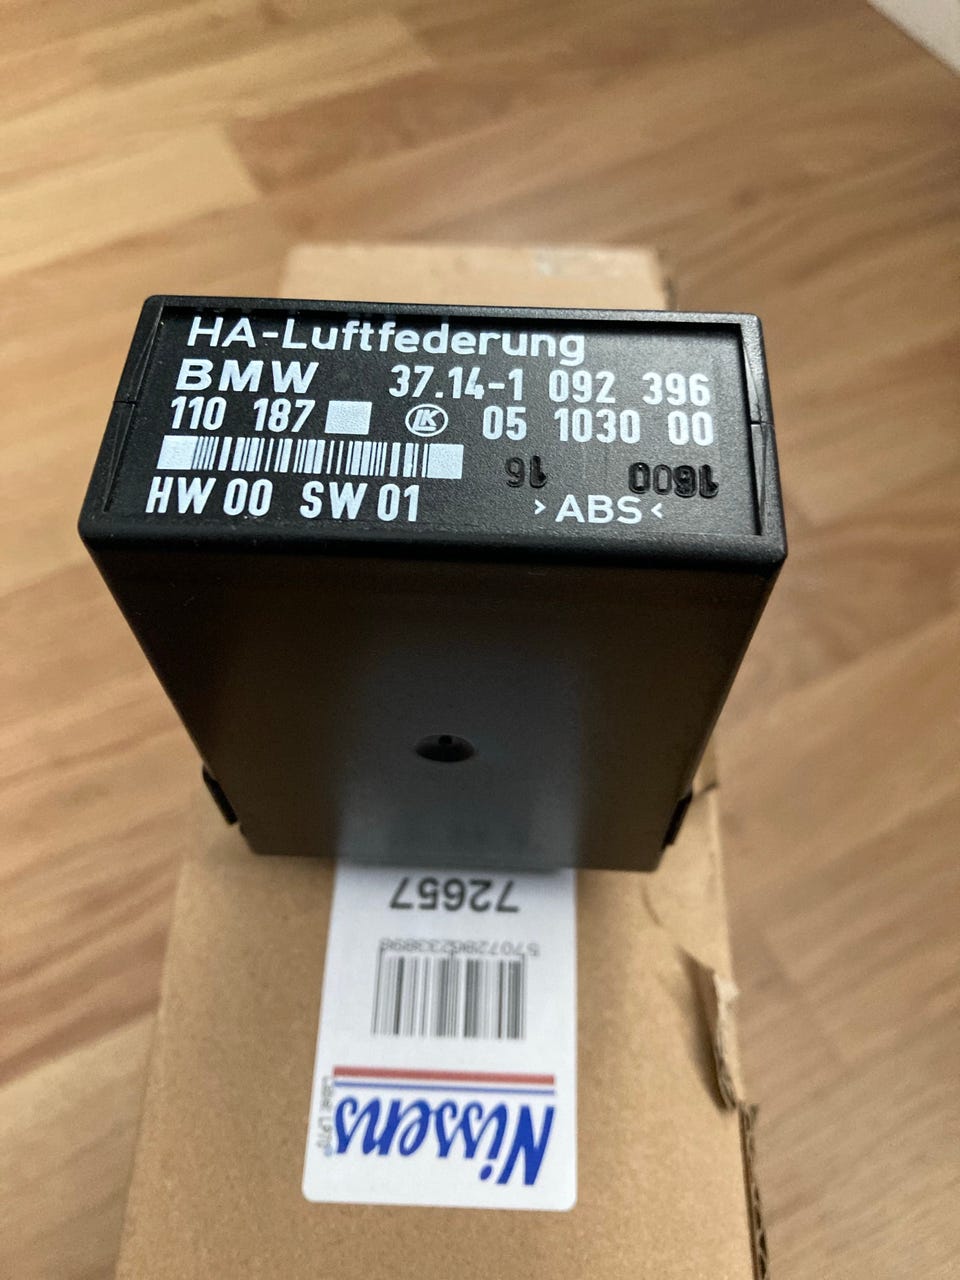 HA-Luftfederung
BMW 37.14-1 092 396
110 187 LK 05 1030 00
16 1600
HW 00 SW 01 >ABS<
72657
Nissens